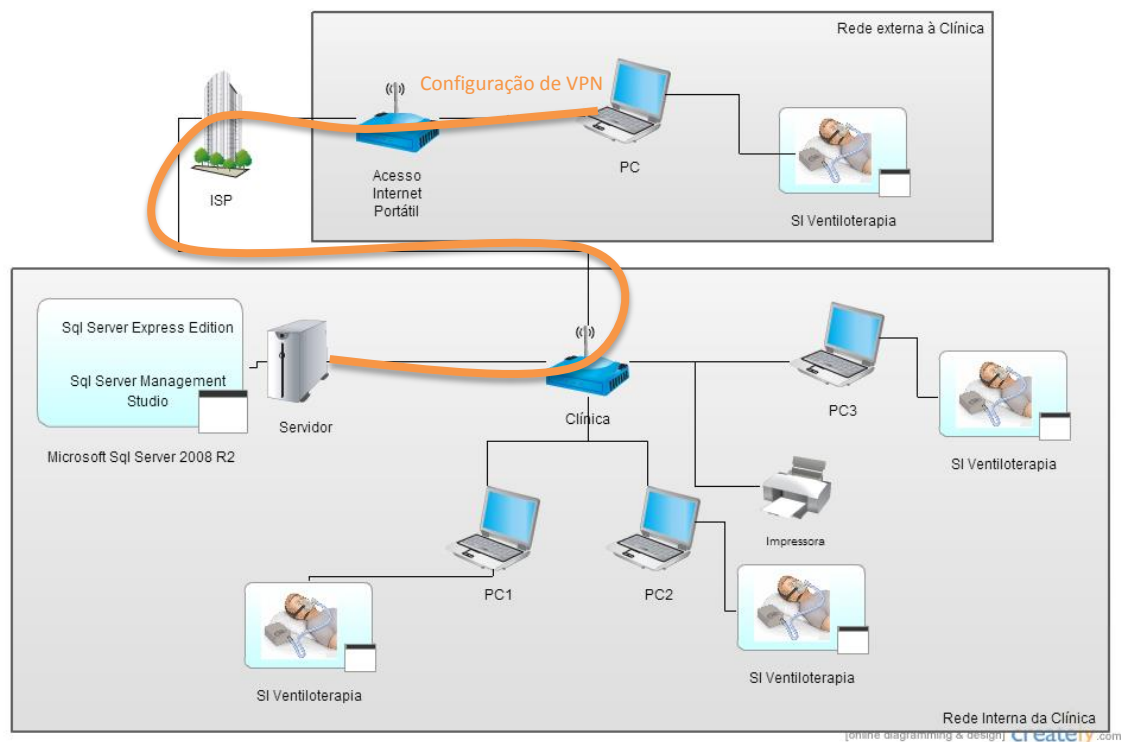 Rede externa à Clínica
Configuração de VPN
ISP
Acesso
Internet
Portátil
PC
SI Ventiloterapia
Sql Server Express Edition
Sql Server Management
Studio
Microsoft Sql Server 2008 R2
Servidor
Clínica
PC3
SI Ventiloterapia
Impressora
PC1
PC2
SI Ventiloterapia
SI Ventiloterapia
Rede Interna da Clínica
[online diagramming & design] creately.com